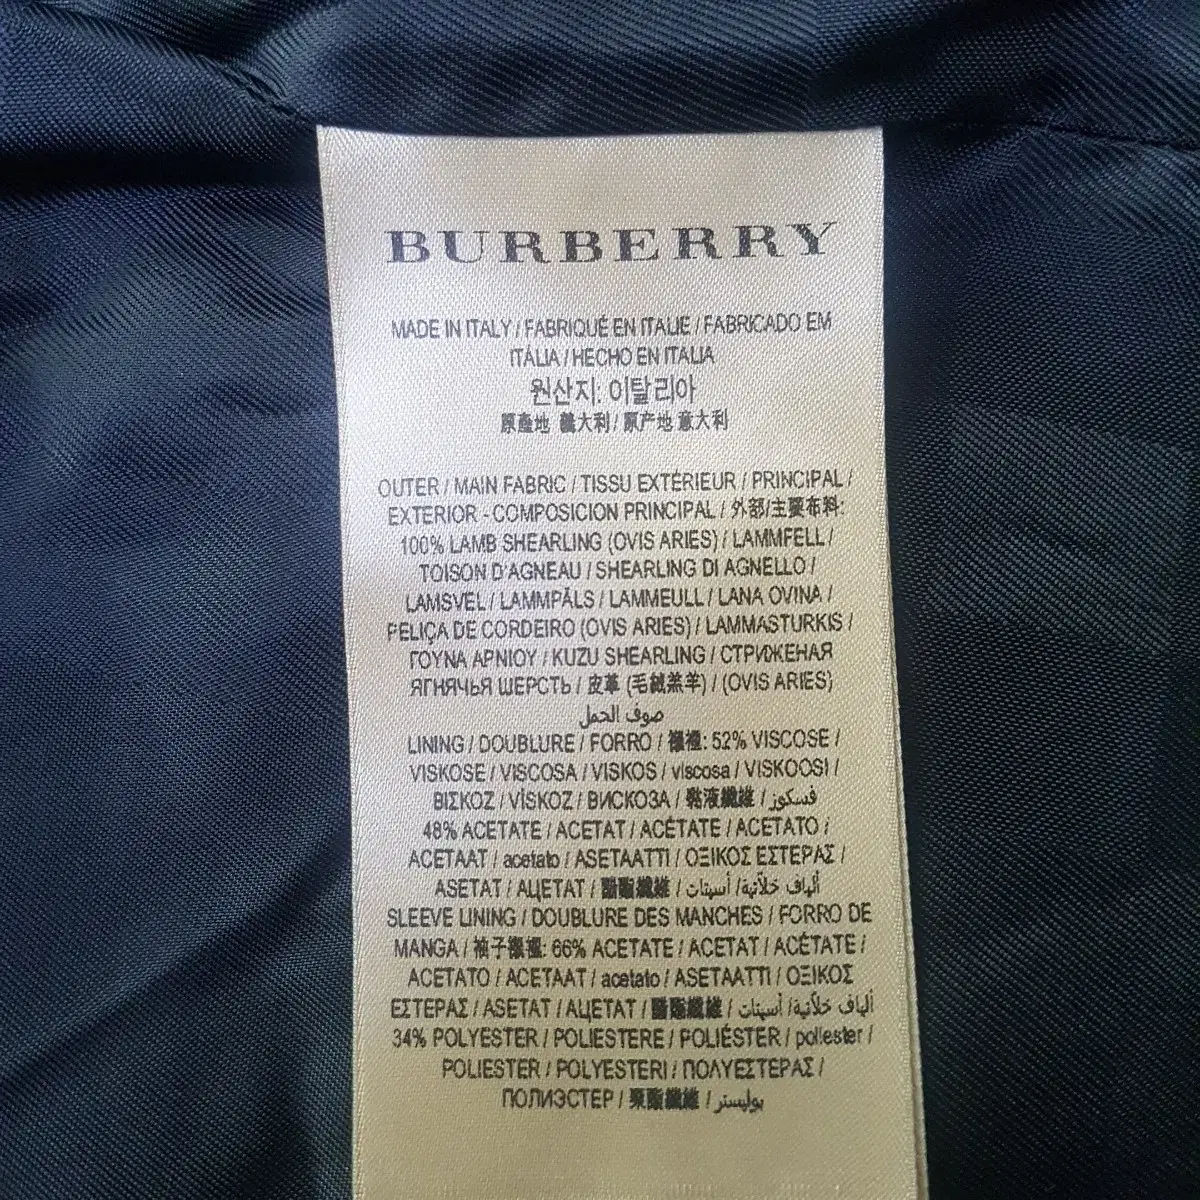 BURBERRY
MADE IN ITALY / FABRIQUÉ EN ITALIE / FABRICADO EM
ITÁLIA / HECHO EN ITALIA
원산지: 이탈리아
原產地 義大利 / 原产地 意大利
OUTER / MAIN FABRIC / TISSU EXTÉRIEUR / PRINCIPAL /
EXTERIOR - COMPOSICION PRINCIPAL / 外部/主要布料:
100% LAMB SHEARLING (OVIS ARIES) / LAMMFELL /
TOISON D'AGNEAU / SHEARLING DI AGNELLO /
LAMSVEL / LAMMPÄLS / LAMMEULL / LANA OVINA /
PELIÇA DE CORDEIRO (OVIS ARIES) / LAMMASTURKIS /
ΓΟΥΝΑ ΑΡΝΙΟΥ / KUZU SHEARLING / СТРИЖЕНАЯ
ЯГНЯЧЬЯ ШЕРСТЬ / 皮革 (毛絨羔羊) / (OVIS ARIES)
صوف الحمل
LINING / DOUBLURE / FORRO / 襯裡: 52% VISCOSE /
VISKOSE / VISCOSA / VISKOS / viscosa / VISKOOSI /
ΒΙΣΚΟΖ / VİSKOZ / ВИСКОЗА / 黏液纖維 / فسكوز
48% ACETATE / ACETAT / ACÉTATE / ACETATO /
ACETAAT / acetato / ASETAATTI / ΟΞΙΚΟΣ ΕΣΤΕΡΑΣ /
ASETAT / АЦЕТАТ / 醋酯纖維 / ألياف خلاّتية/ أسيتات
SLEEVE LINING / DOUBLURE DES MANCHES / FORRO DE
MANGA / 袖子襯裡: 66% ACETATE / ACETAT / ACÉTATE /
ACETATO / ACETAAT / acetato / ASETAATTI / ΟΞΙΚΟΣ
ΕΣΤΕΡΑΣ / ASETAT / АЦЕТАТ / 醋酯纖維 / ألياف خلاّتية/ أسيتات
34% POLYESTER / POLIESTERE / POLIÉSTER / poliester /
POLIESTER / POLYESTERI / ΠΟΛΥΕΣΤΕΡΑΣ /
ПОЛИЭСТЕР / 聚酯纖維 / بوليستر